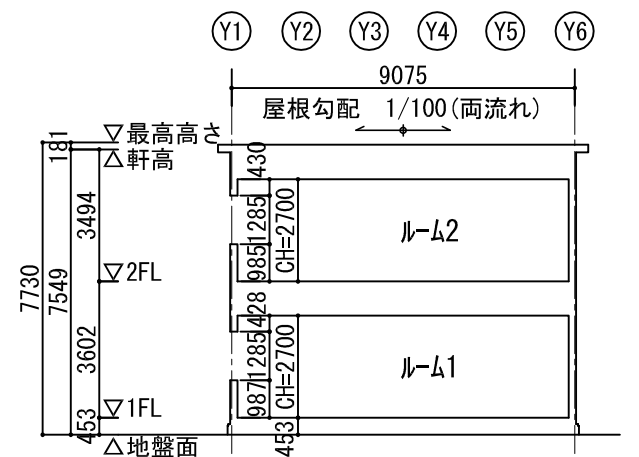 Y1 Y2 Y3 Y4 Y5 Y6
9075
屋根勾配 1/100(両流れ)
最高高さ
軒高
181
430
3494
1285
CH=2700
ルーム2
985
2FL
7730
7549
428
3602
1285
CH=2700
ルーム1
987
1FL
453
453
地盤面